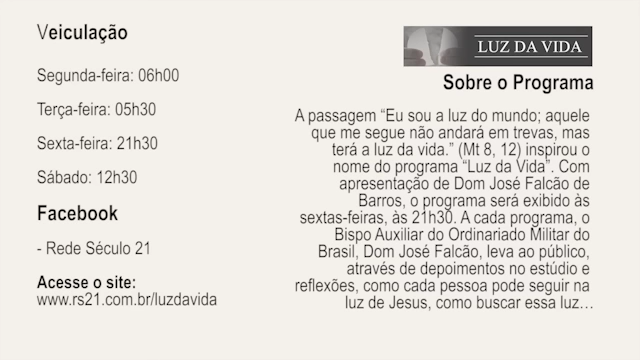 Veiculação
Segunda-feira: 06h00
Terça-feira: 05h30
Sexta-feira: 21h30
Sábado: 12h30
Facebook
- Rede Século 21
Acesse o site:
www.rs21.com.br/luzdavida
LUZ DA VIDA
Sobre o Programa
A passagem “Eu sou a luz do mundo; aquele
que me segue não andará em trevas, mas
terá a luz da vida.” (Mt 8, 12) inspirou o
nome do programa “Luz da Vida”. Com
apresentação de Dom José Falcão de
Barros, o programa será exibido às
sextas-feiras, às 21h30. A cada programa, o
Bispo Auxiliar do Ordinariado Militar do
Brasil, Dom José Falcão, leva ao público,
através de depoimentos no estúdio e
reflexões, como cada pessoa pode seguir na
luz de Jesus, como buscar essa luz…